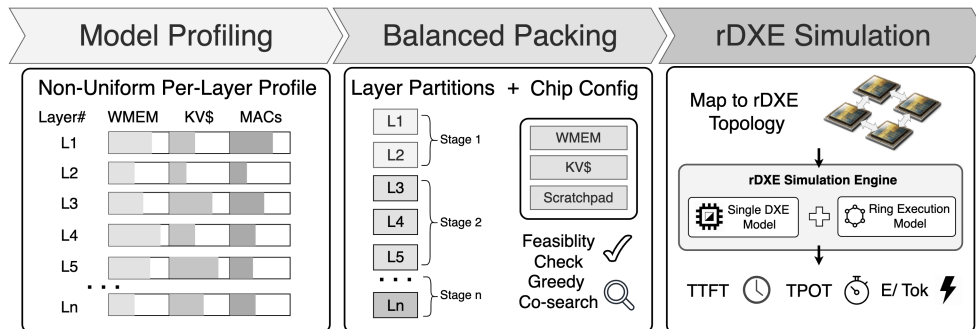 Model Profiling
Non-Uniform Per-Layer Profile
Layer# WMEM KV$ MACs
L1
L2
L3
L4
L5
. . .
Ln
Balanced Packing
Layer Partitions + Chip Config
L1
L2
Stage 1
L3
L4
L5
Stage 2
. . .
Ln
Stage n
WMEM
KV$
Scratchpad
Feasiblity
Check
Greedy
Co-search
rDXE Simulation
Map to rDXE
Topology
rDXE Simulation Engine
Single DXE
Model
Ring Execution
Model
TTFT TPOT E/ Tok